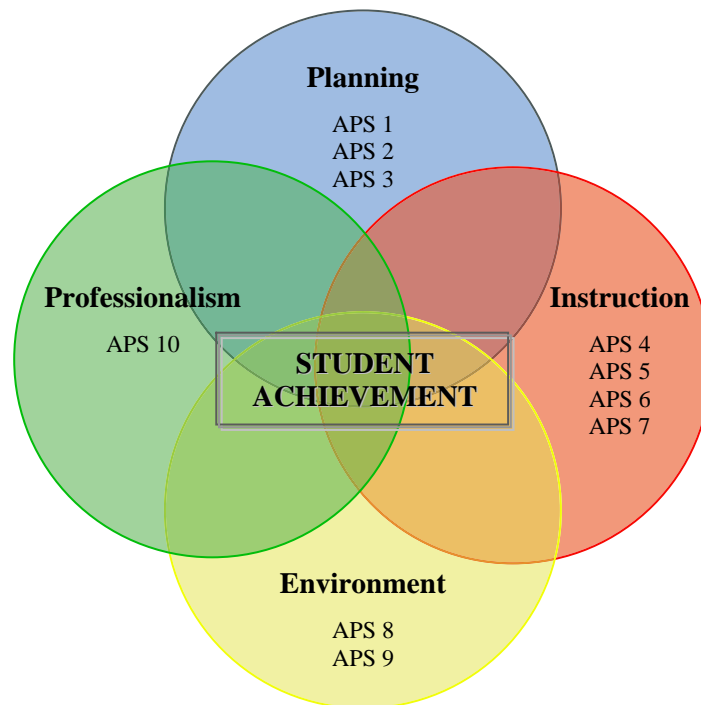 Planning
APS 1
APS 2
APS 3
Professionalism
APS 10
Instruction
APS 4
APS 5
APS 6
APS 7
STUDENT
ACHIEVEMENT
Environment
APS 8
APS 9